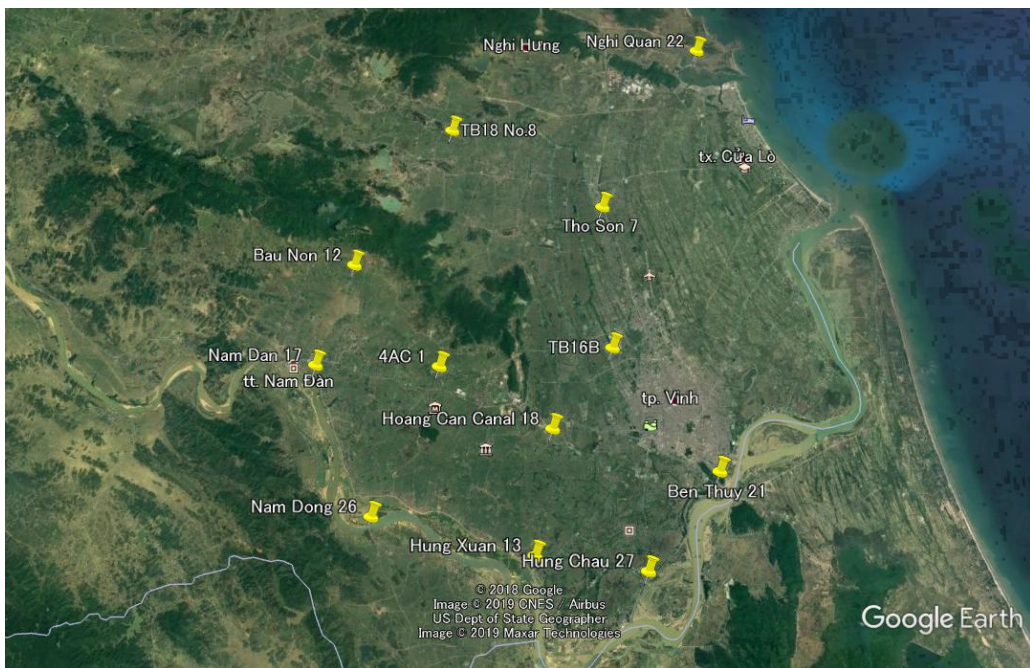 Nghi Hưng
Nghi Quan 22
TB18 No.8
tx. Cửa Lò
Tho Son 7
Bau Non 12
TB16B
Nam Dan 17
4AC 1
tt. Nam Đàn
tp. Vinh
Hoang Can Canal 18
Ben Thuy 21
Nam Dong 26
Hung Xuan 13
Hung Chau 27
© 2018 Google
Image © 2019 CNES / Airbus
US Dept of State Geographer
Image © 2019 Maxar Technologies
Google Earth